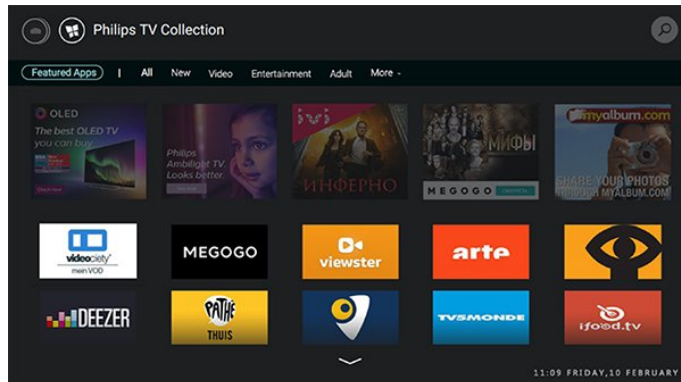 Philips TV Collection
Featured Apps | All New Video Entertainment Adult More
OLED
The best OLED TV
you can buy
Philips
Ambilight TV.
Looks better.
ivi
ИНФЕРНО
МИФЫ
MEGOGO
myalbum.com
SHARE YOUR PHOTOS
THROUGH MYALBUM.COM
videociety
mein VOD
MEGOGO
viewster
arte
DEEZER
PATHÉ
THUIS
TV5MONDE
ifood.tv
11:09 FRIDAY,10 FEBRUARY